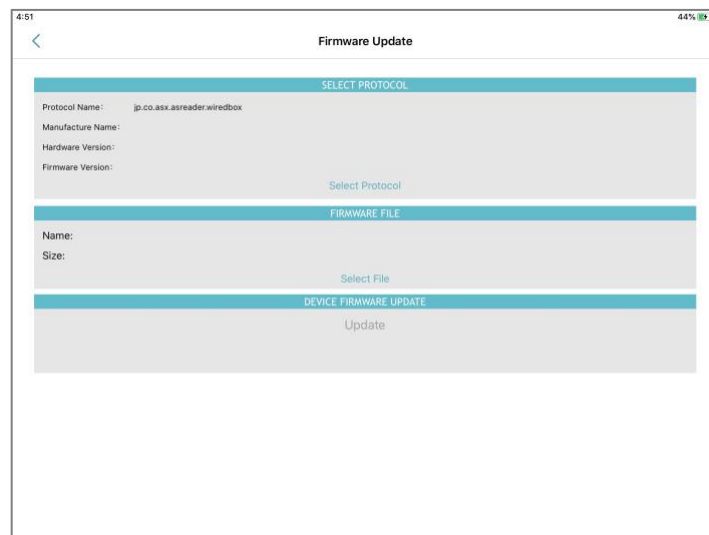 4:51 44%
Firmware Update
SELECT PROTOCOL
Protocol Name: jp.co.asx.asreader.wiredbox
Manufacture Name:
Hardware Version:
Firmware Version:
Select Protocol
FIRMWARE FILE
Name:
Size:
Select File
DEVICE FIRMWARE UPDATE
Update